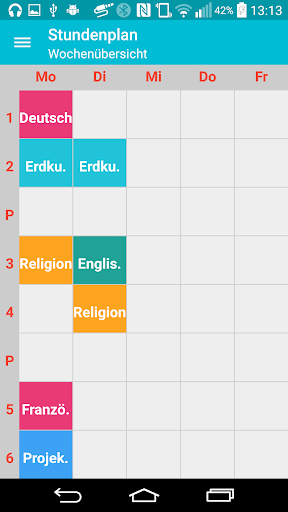 42% 13:13
Stundenplan
Wochenübersicht
Mo Di Mi Do Fr
1 Deutsch
2 Erdku. Erdku.
P
3 Religion Englis.
4 Religion
P
5 Franzö.
6 Projek.